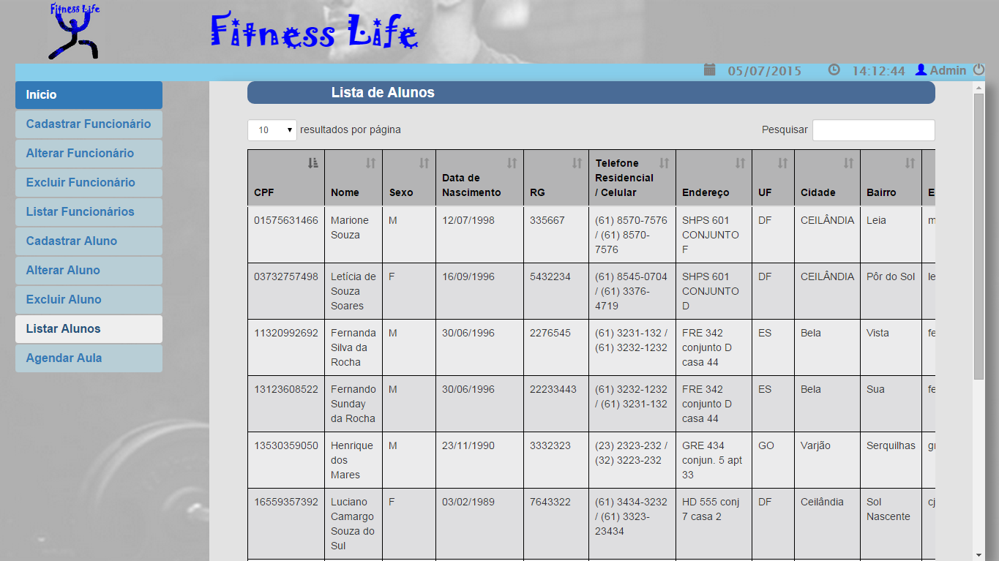 Fitness Life
Fitness Life
05/07/2015 14:12:44 Admin
Início
Cadastrar Funcionário
Alterar Funcionário
Excluir Funcionário
Listar Funcionários
Cadastrar Aluno
Alterar Aluno
Excluir Aluno
Listar Alunos
Agendar Aula
Lista de Alunos
10 resultados por página Pesquisar
Telefone
Data de Residencial
CPF Nome Sexo Nascimento RG / Celular Endereço UF Cidade Bairro E
01575631466 Marione M 12/07/1998 335667 (61) 8570-7576 SHPS 601 DF CEILÂNDIA Leia m
Souza / (61) 8570- CONJUNTO
7576 F
03732757498 Letícia de F 16/09/1996 5432234 (61) 8545-0704 SHPS 601 DF CEILÂNDIA Pôr do Sol le
Souza / (61) 3376- CONJUNTO
Soares 4719 D
11320992692 Fernanda M 30/06/1996 2276545 (61) 3231-132 / FRE 342 ES Bela Vista fe
Silva da (61) 3232-1232 conjunto D
Rocha casa 44
13123608522 Fernando M 30/06/1996 22233443 (61) 3232-1232 FRE 342 ES Bela Sua fe
Sunday / (61) 3231-132 conjunto D
da Rocha casa 44
13530359050 Henrique M 23/11/1990 3332323 (23) 2323-232 / GRE 434 GO Varjão Serquilhas
dos (32) 3223-232 conjun. 5 apt
Mares 33
16559357392 Luciano F 03/02/1989 7643322 (61) 3434-3232 HD 555 conj DF Ceilândia Sol cj
Camargo / (61) 3323- 7 casa 2 Nascente
Souza do 23434
Sul